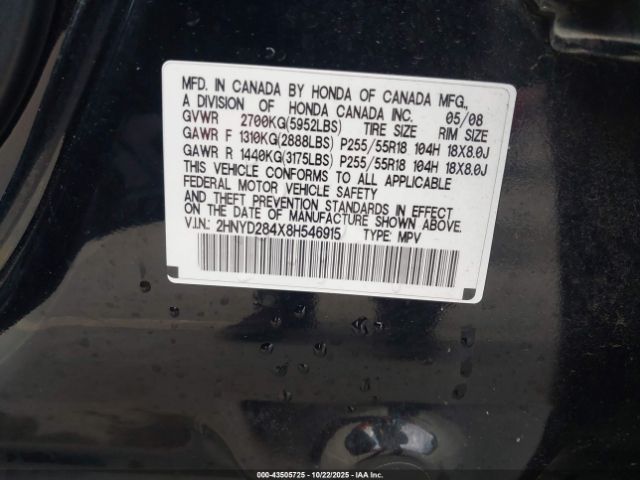 MFD. IN CANADA BY HONDA OF CANADA MFG.,
A DIVISION OF HONDA CANADA INC. 05/08
GVWR 2700KG(5952LBS) TIRE SIZE RIM SIZE
GAWR F 1310KG(2888LBS) P255/55R18 104H 18X8.0J
GAWR R 1440KG(3175LBS) P255/55R18 104H 18X8.0J
THIS VEHICLE CONFORMS TO ALL APPLICABLE
FEDERAL MOTOR VEHICLE SAFETY
AND THEFT PREVENTION STANDARDS IN EFFECT
ON THE DATE OF MANUFACTURE SHOWN ABOVE.
V.I.N.: 2HNYD284X8H546915 TYPE: MPV
000-43505725 - 10/22/2025 - IAA Inc.